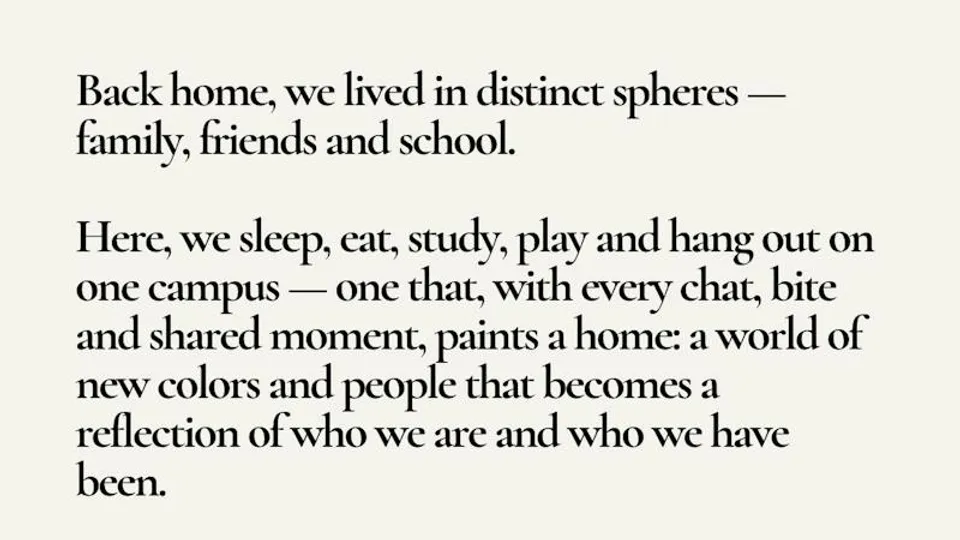 Back home, we lived in distinct spheres —
family, friends and school.
Here, we sleep, eat, study, play and hang out on
one campus — one that, with every chat, bite
and shared moment, paints a home: a world of
new colors and people that becomes a
reflection of who we are and who we have
been.